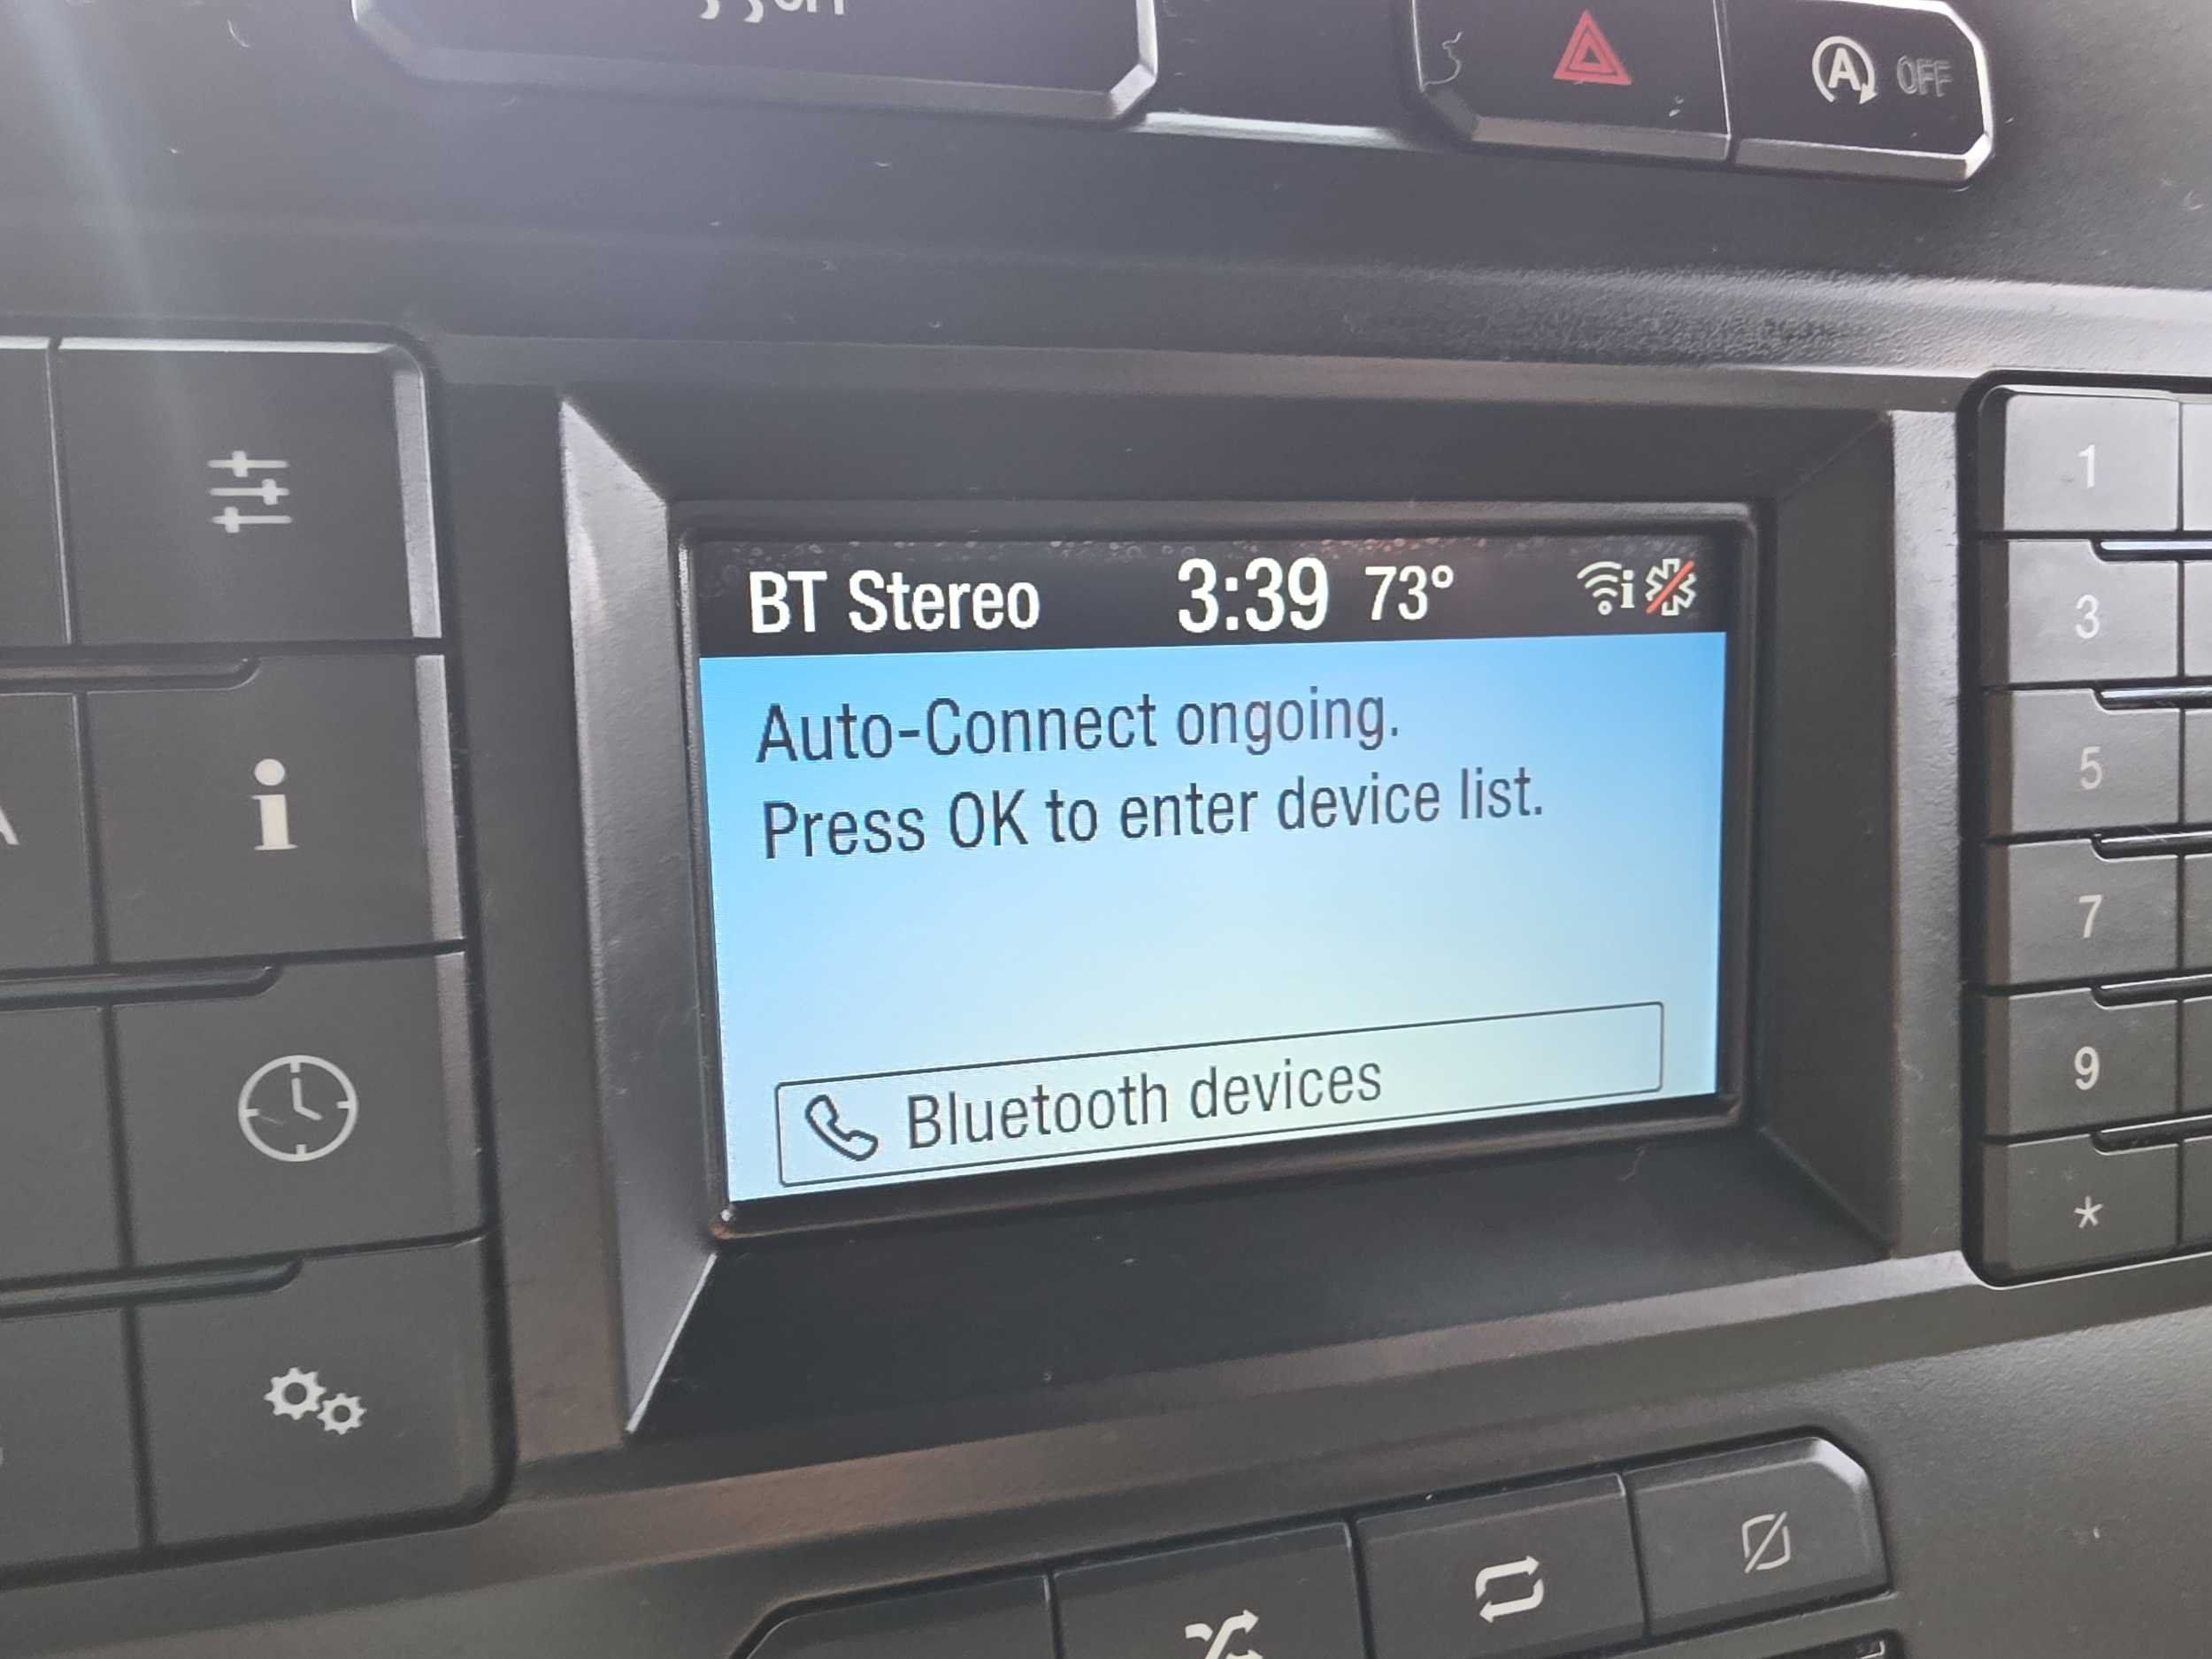 OFF
BT Stereo 3:39 73°
Auto-Connect ongoing.
Press OK to enter device list.
Bluetooth devices
1
3
5
7
9
*